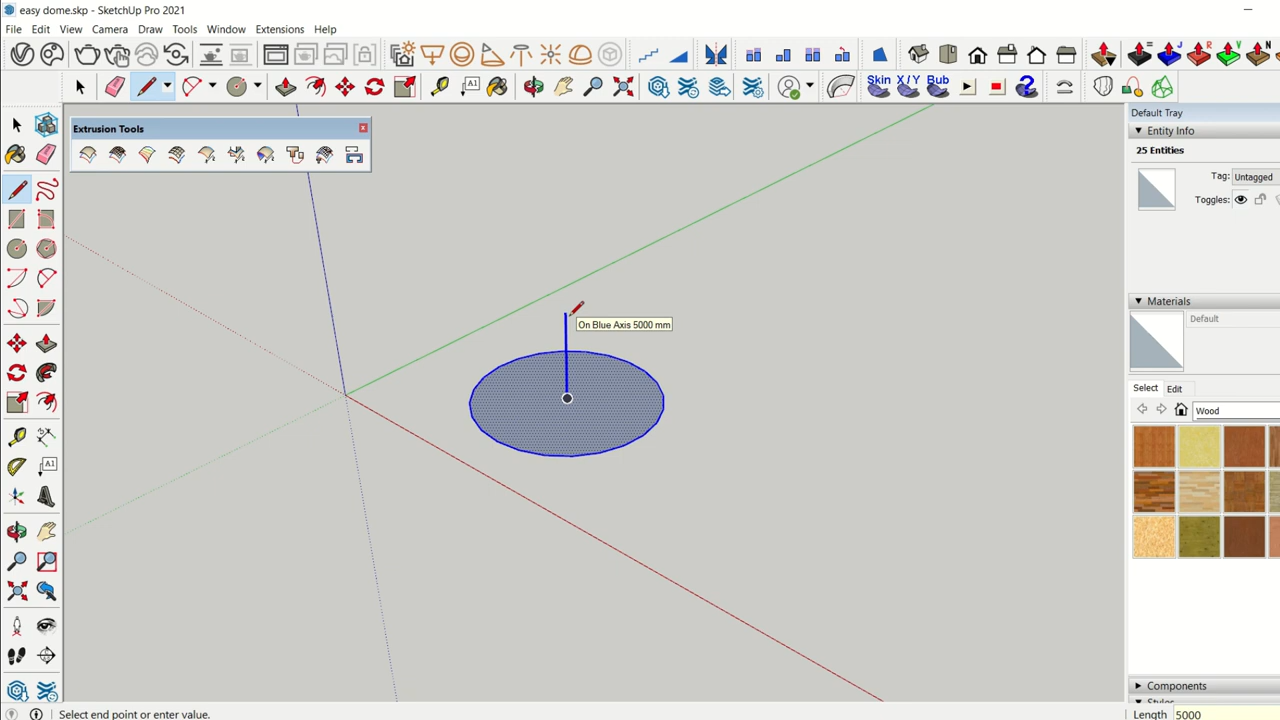 easy dome.skp - SketchUp Pro 2021
File Edit View Camera Draw Tools Window Extensions Help
= J R V N
A1 Skin X/Y Bub
Default Tray
Extrusion Tools
Entity Info
25 Entities
Tag: Untagged
Toggles:
Materials
Default
On Blue Axis 5000 mm
Select Edit
Wood
A1
Components
Styles
Select end point or enter value.
Length 5000